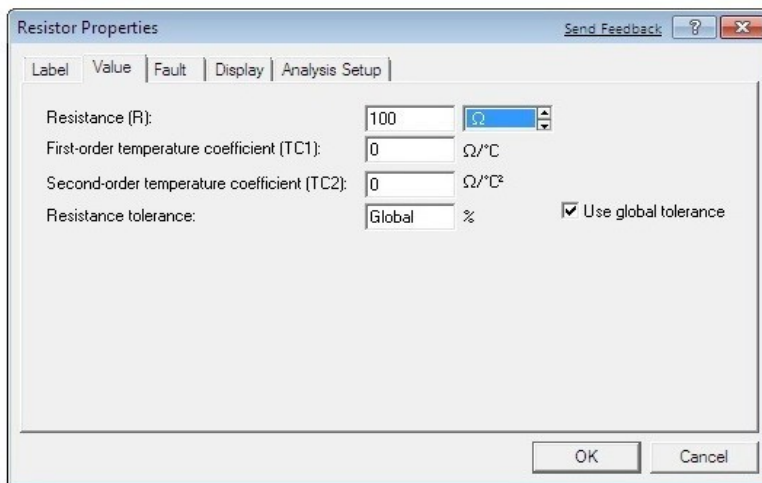 Resistor Properties Send Feedback ?
Label Value Fault Display Analysis Setup
Resistance (R): 100 Ω
First-order temperature coefficient (TC1): 0 Ω/°C
Second-order temperature coefficient (TC2): 0 Ω/°C²
Resistance tolerance: Global % Use global tolerance
OK Cancel